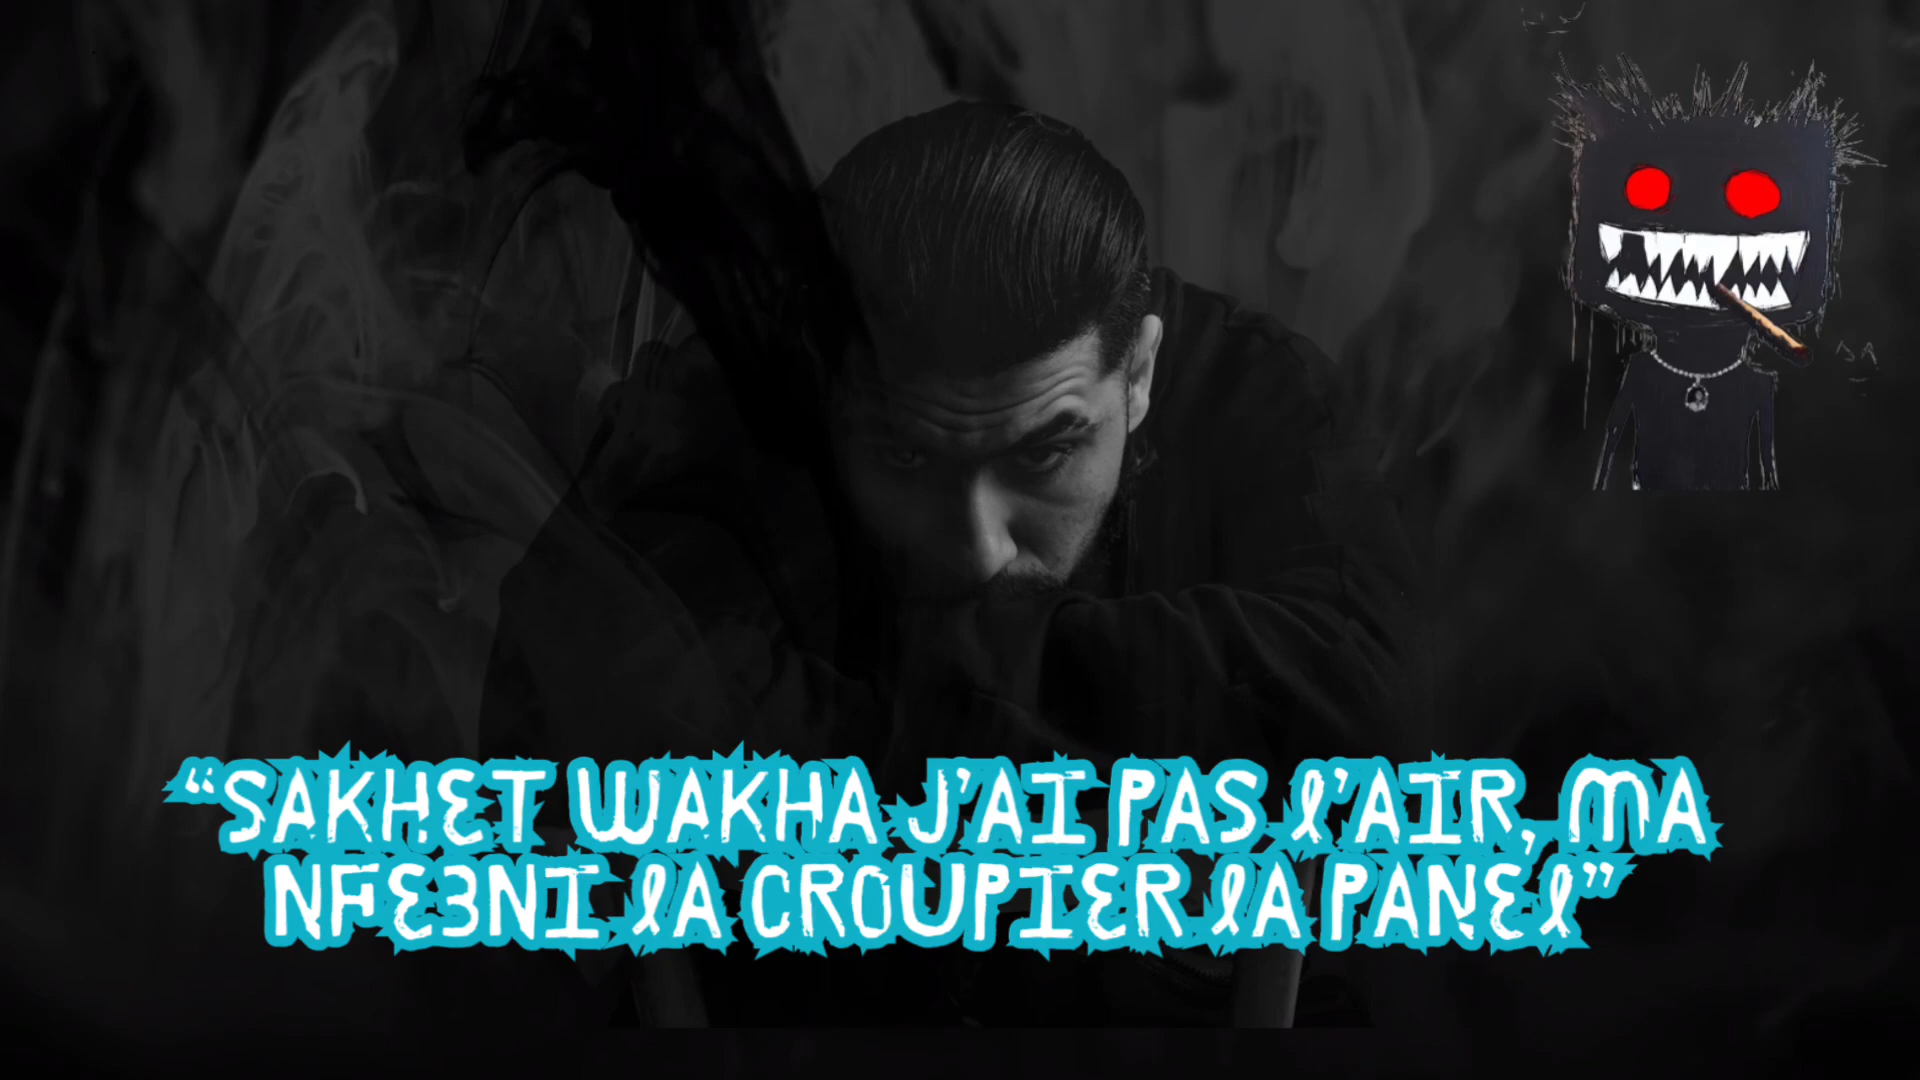 “SAKHET WAKHA J’AI PAS L’AIR, MA
NFE3NI LA CROUPIER LA PANEL”